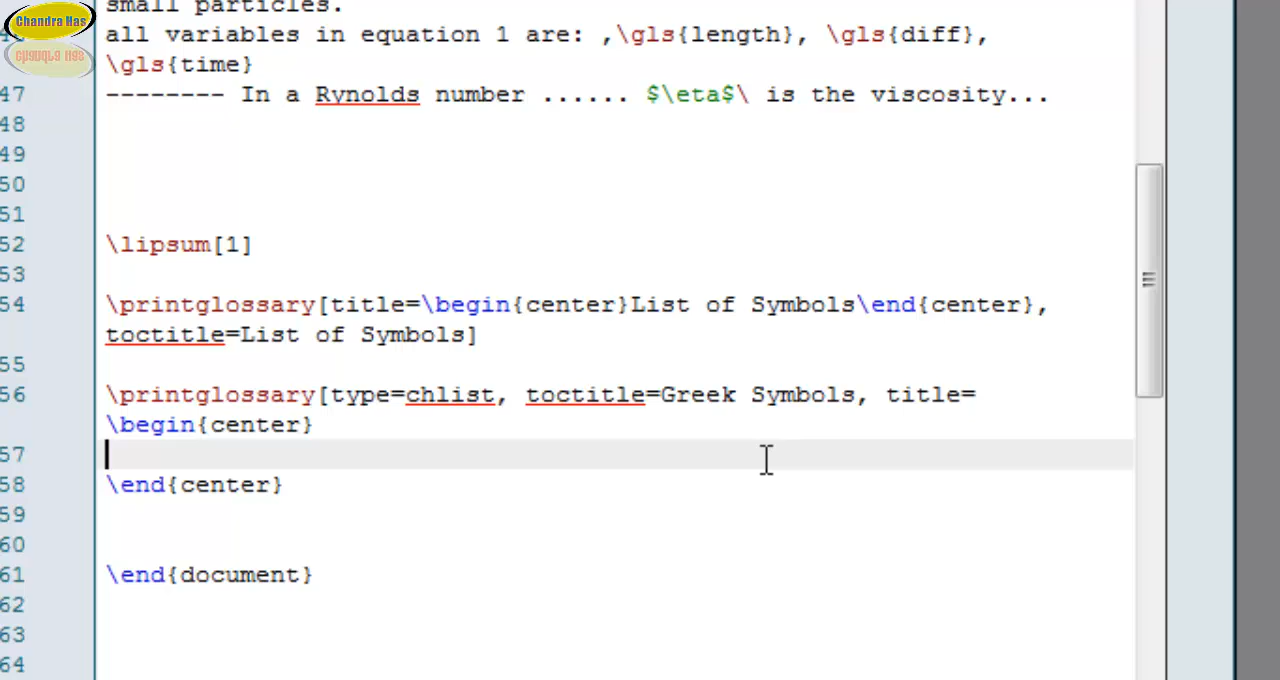 Chandra Has
small particles.
all variables in equation 1 are: ,\gls{length}, \gls{diff},
\gls{time}
47 -------- In a Rynolds number ...... $\eta$\ is the viscosity...
48
49
50
51
52 \lipsum[1]
53
54 \printglossary[title=\begin{center}List of Symbols\end{center},
toctitle=List of Symbols]
55
56 \printglossary[type=chlist, toctitle=Greek Symbols, title=
\begin{center}
57
58 \end{center}
59
60
61 \end{document}
62
63
64